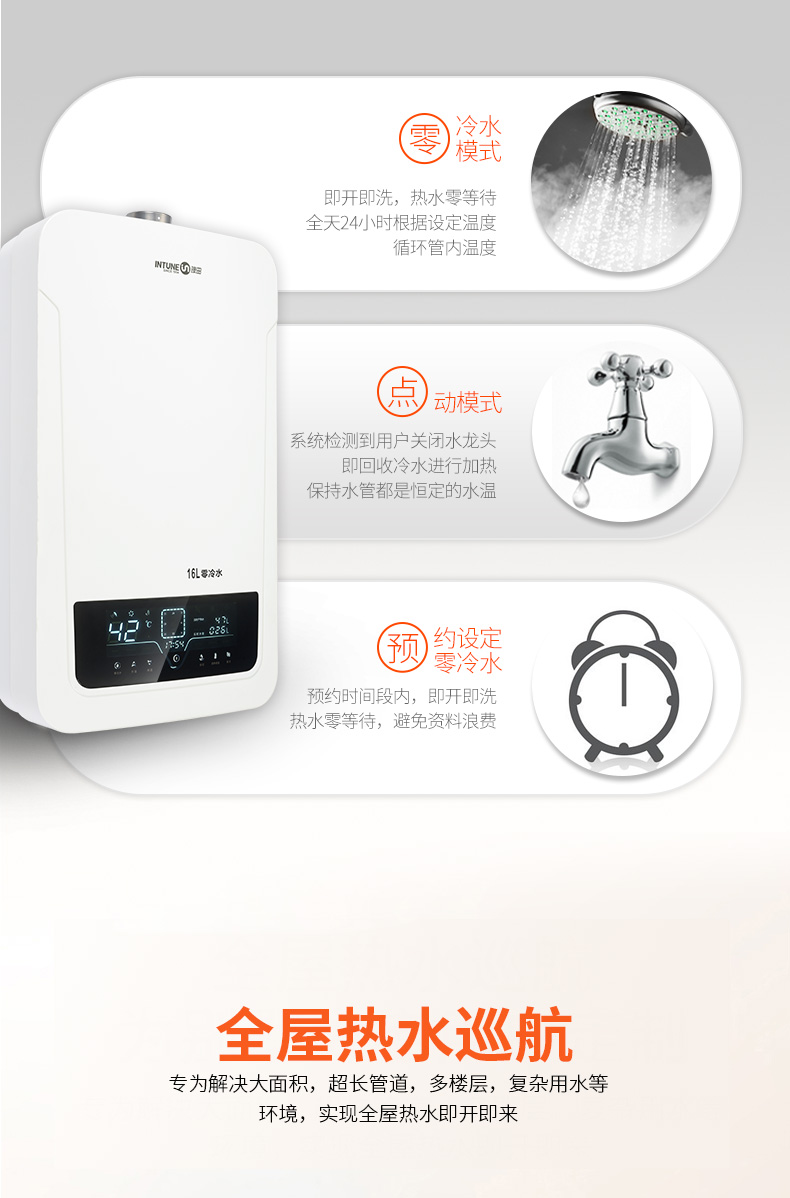 零冷水
模式
即开即洗，热水零等待
全天24小时根据设定温度
循环管内温度
INTUNE
点动模式
系统检测到用户关闭水龙头
即回收冷水进行加热
保持水管都是恒定的水温
16L零冷水
42
℃
47L
026L
17:54
预约设定
零冷水
预约时间段内，即开即洗
热水零等待，避免资料浪费
全屋热水巡航
专为解决大面积，超长管道，多楼层，复杂用水等
环境，实现全屋热水即开即来